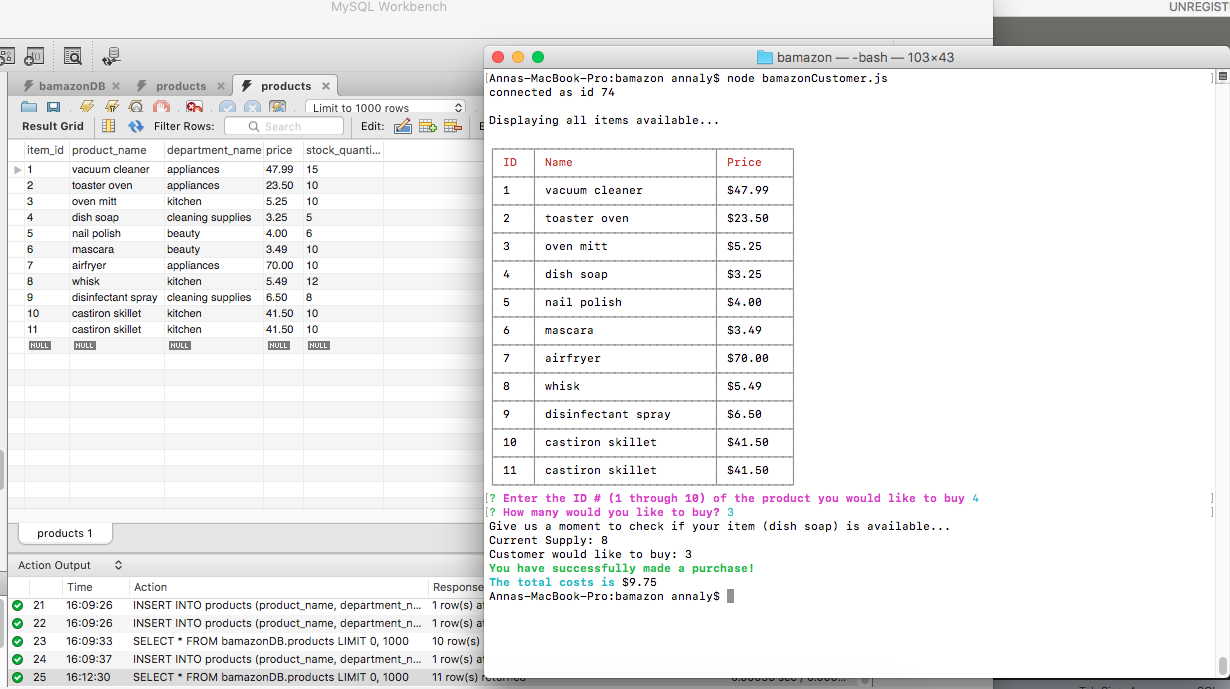 MySQL Workbench
UNREGIST
bamazonDB
products
products
Limit to 1000 rows
Result Grid Filter Rows: Search Edit:
item_id product_name department_name price stock_quanti...
1 vacuum cleaner appliances 47.99 15
2 toaster oven appliances 23.50 10
3 oven mitt kitchen 5.25 10
4 dish soap cleaning supplies 3.25 5
5 nail polish beauty 4.00 6
6 mascara beauty 3.49 10
7 airfryer appliances 70.00 10
8 whisk kitchen 5.49 12
9 disinfectant spray cleaning supplies 6.50 8
10 castiron skillet kitchen 41.50 10
11 castiron skillet kitchen 41.50 10
NULL NULL NULL NULL NULL
products 1
Action Output
Time Action Response
21 16:09:26 INSERT INTO products (product_name, department_n... 1 row(s) af
22 16:09:26 INSERT INTO products (product_name, department_n... 1 row(s) af
23 16:09:33 SELECT * FROM bamazonDB.products LIMIT 0, 1000 10 row(s)
24 16:09:37 INSERT INTO products (product_name, department_n... 1 row(s) af
25 16:12:30 SELECT * FROM bamazonDB.products LIMIT 0, 1000 11 row(s) returned
bamazon — -bash — 103×43
[Annas-MacBook-Pro:bamazon annaly$ node bamazonCustomer.js ]
connected as id 74
Displaying all items available...
ID Name Price
1 vacuum cleaner $47.99
2 toaster oven $23.50
3 oven mitt $5.25
4 dish soap $3.25
5 nail polish $4.00
6 mascara $3.49
7 airfryer $70.00
8 whisk $5.49
9 disinfectant spray $6.50
10 castiron skillet $41.50
11 castiron skillet $41.50
[? Enter the ID # (1 through 10) of the product you would like to buy 4 ]
[? How many would you like to buy? 3 ]
Give us a moment to check if your item (dish soap) is available...
Current Supply: 8
Customer would like to buy: 3
You have successfully made a purchase!
The total costs is $9.75
Annas-MacBook-Pro:bamazon annaly$